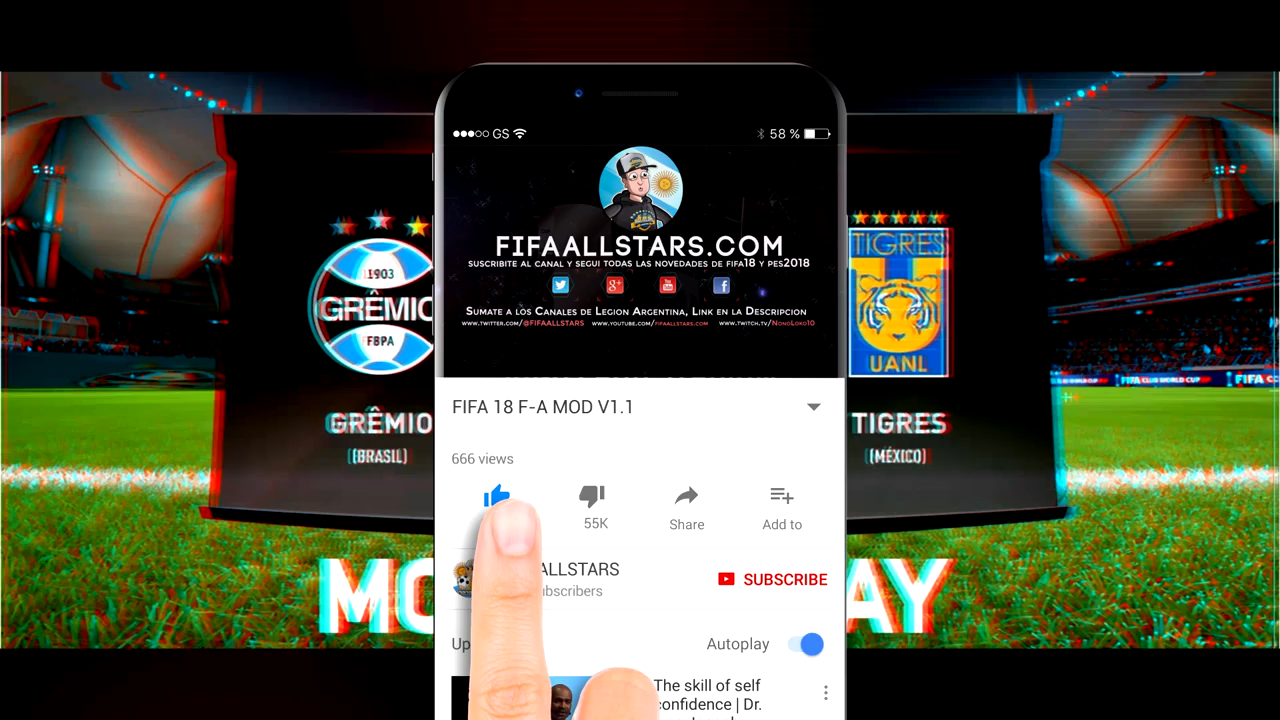 GS
58 %
FIFAALLSTARS.COM
SUSCRIBITE AL CANAL Y SEGUI TODAS LAS NOVEDADES DE FIFA18 Y PES2018
SUMATE A LOS CANALES DE LEGION ARGENTINA, LINK EN LA DESCRIPCION
WWW.TWITTER.COM/@FIFAALLSTARS WWW.YOUTUBE.COM/FIFAALLSTARS.COM WWW.TWITCH.TV/NONOLOKO10
1903
GRÊMIO
FBPA
GRÊMIO
(BRASIL)
TIGRES
UANL
TIGRES
(MÉXICO)
FIFA CLUB WORLD CUP
FIFA C
FIFA 18 F-A MOD V1.1
666 views
55K
Share
Add to
ALLSTARS
ubscribers
SUBSCRIBE
Up
Autoplay
The skill of self
confidence | Dr.
MO
AY